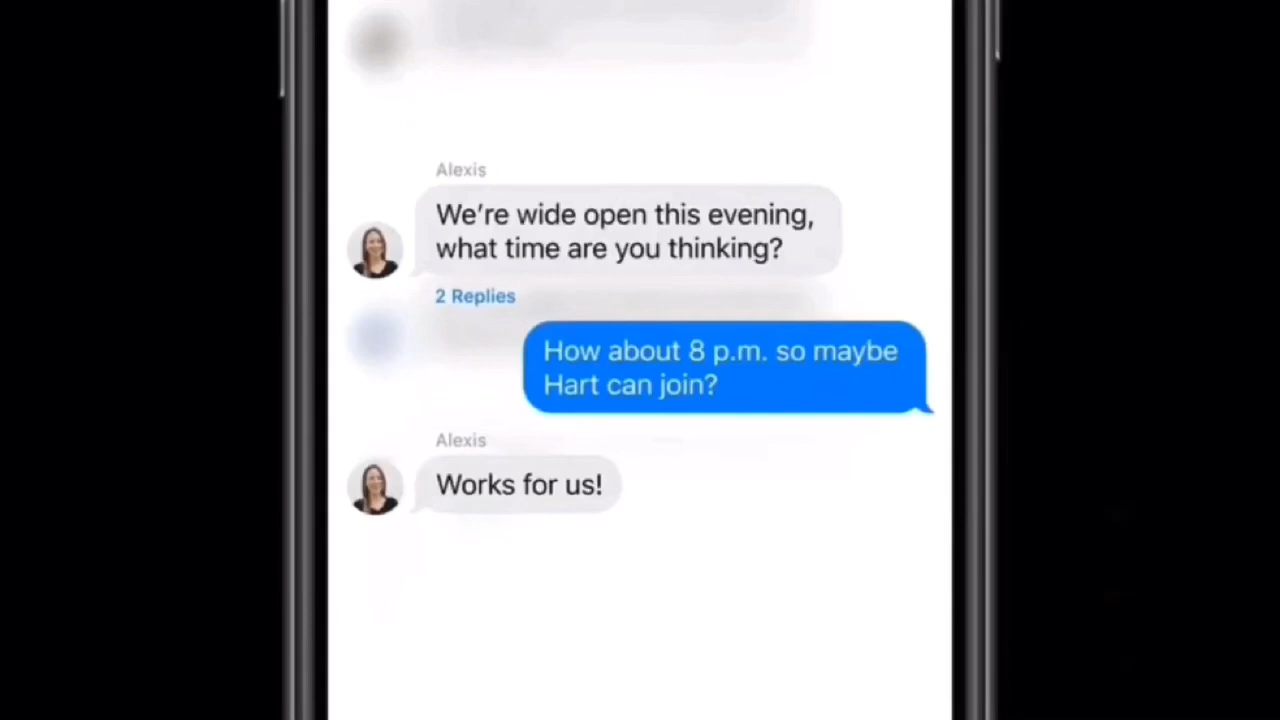 Alexis
We’re wide open this evening,
what time are you thinking?
2 Replies
How about 8 p.m. so maybe
Hart can join?
Alexis
Works for us!